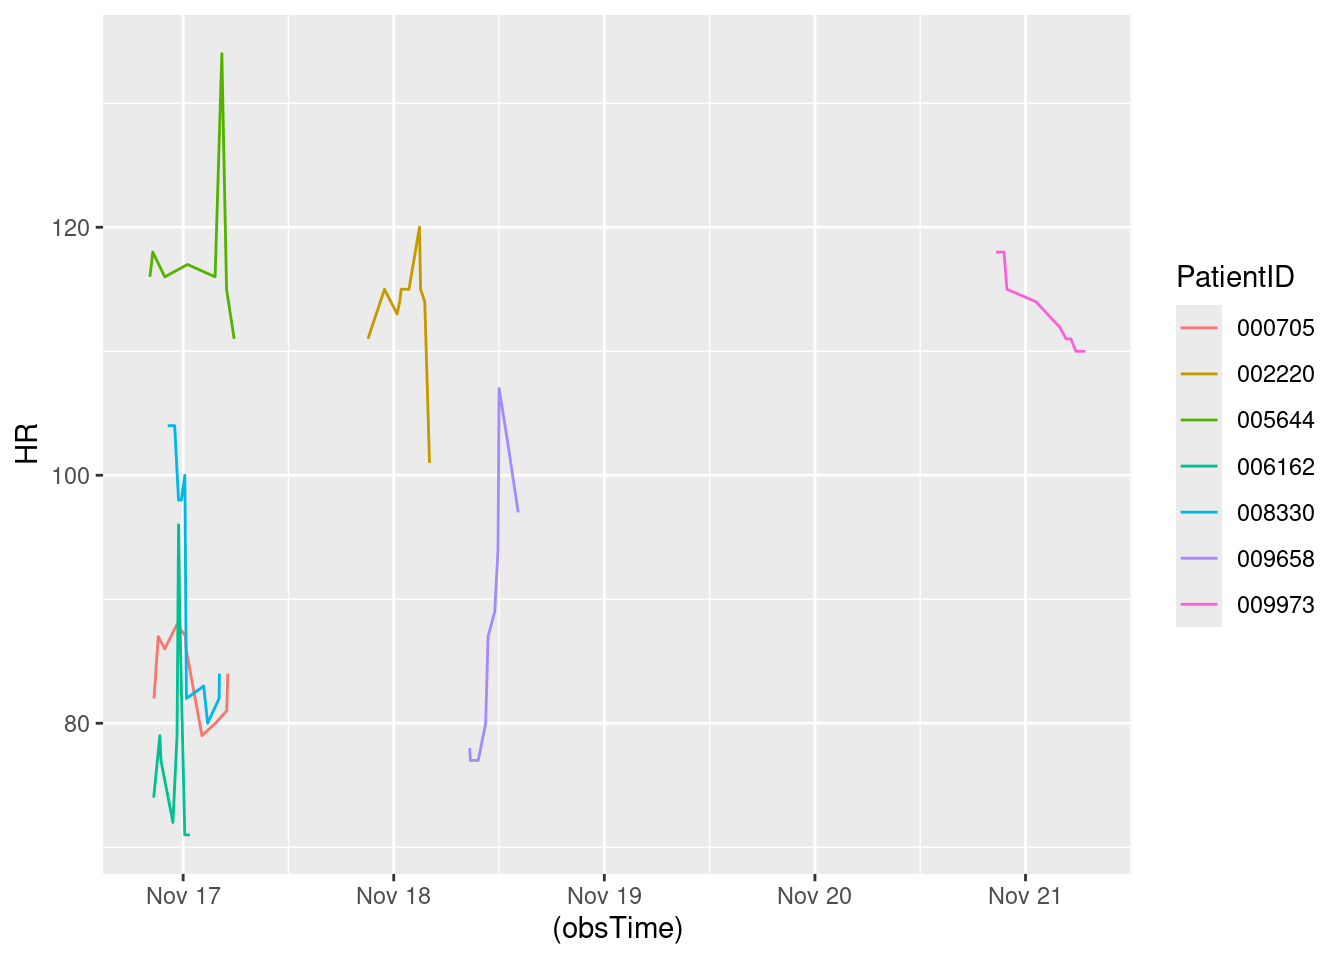 HR
120
100
80
Nov 17
Nov 18
Nov 19
Nov 20
Nov 21
(obsTime)
PatientID
000705
002220
005644
006162
008330
009658
009973